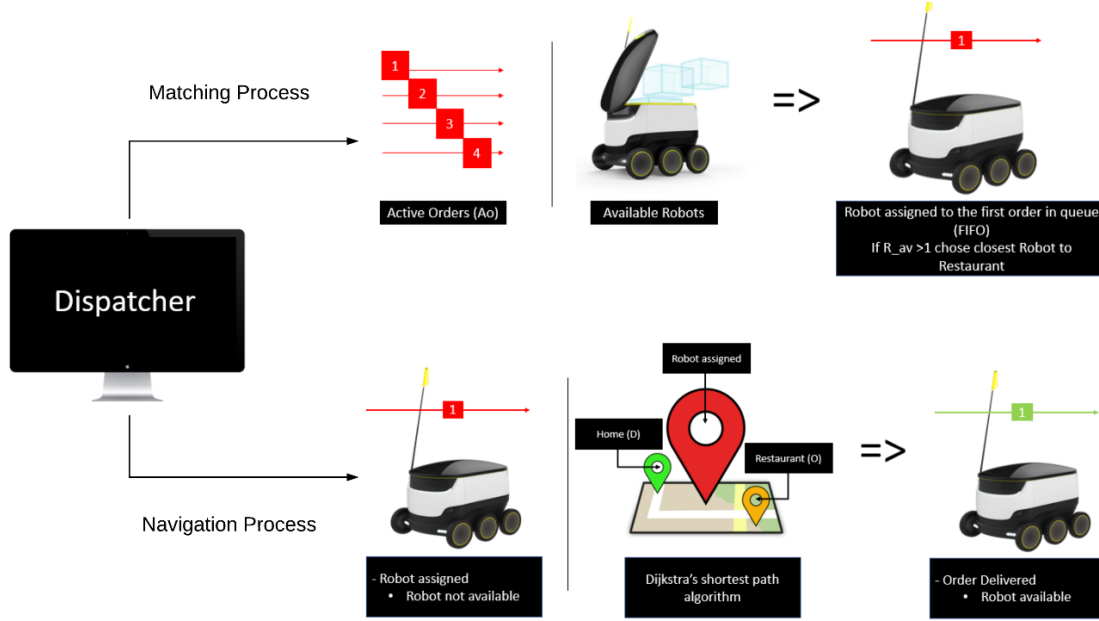 Matching Process
1
2
3
4
=>
1
Active Orders (Ao)
Available Robots
Robot assigned to the first order in queue
(FIFO)
If R_av >1 chose closest Robot to
Restaurant
Dispatcher
Navigation Process
1
Robot assigned
Home (D)
Restaurant (O)
=>
1
- Robot assigned
• Robot not available
Dijkstra's shortest path
algorithm
- Order Delivered
• Robot available